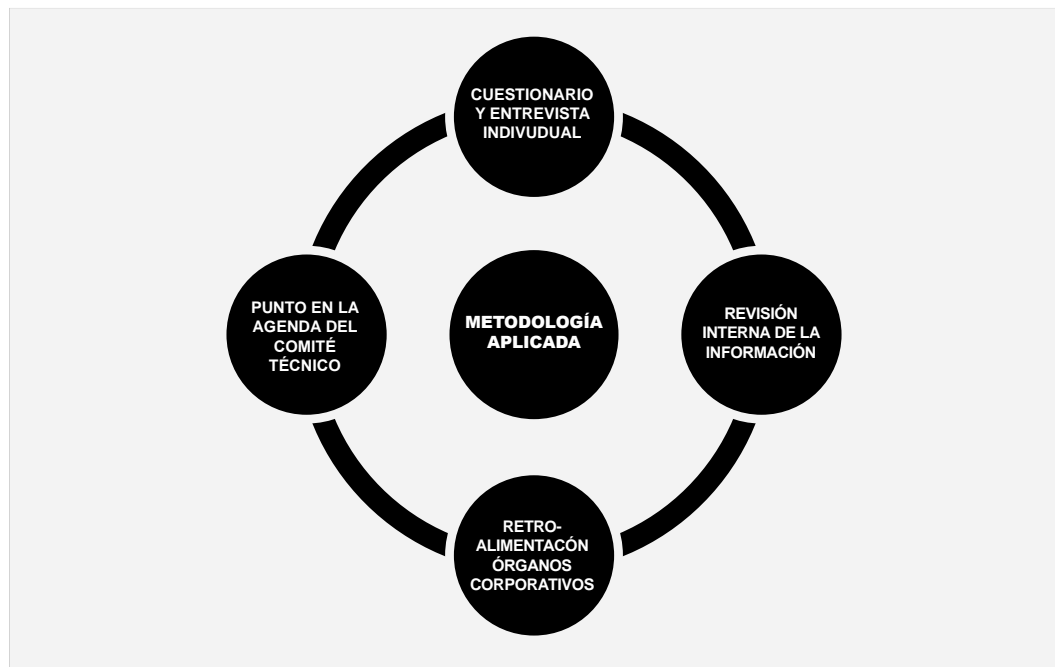 CUESTIONARIO
Y ENTREVISTA
INDIVUDUAL
PUNTO EN LA
AGENDA DEL
COMITÉ
TÉCNICO
METODOLOGÍA
APLICADA
REVISIÓN
INTERNA DE LA
INFORMACIÓN
RETRO-
ALIMENTACÓN
ÓRGANOS
CORPORATIVOS